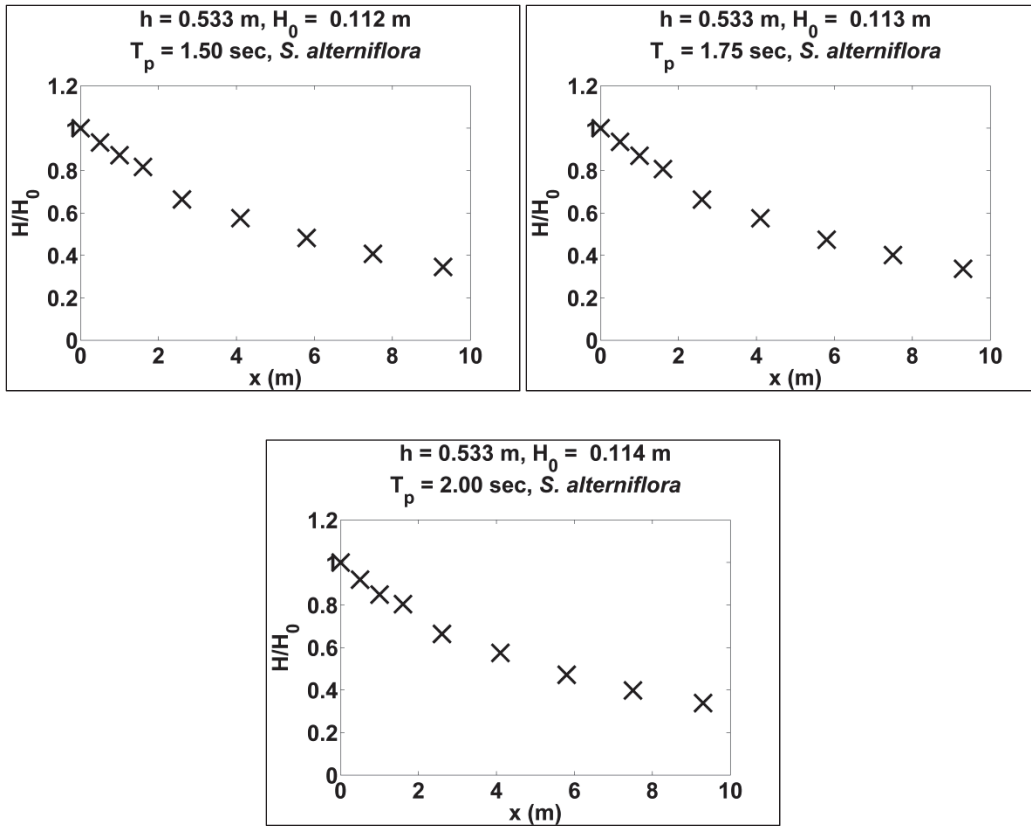 h = 0.533 m, H0 = 0.112 m
Tp = 1.50 sec, S. alterniflora
1.2
1
0.8
0.6
0.4
0.2
0
H/H0
0 2 4 6 8 10
x (m)
h = 0.533 m, H0 = 0.113 m
Tp = 1.75 sec, S. alterniflora
1.2
1
0.8
0.6
0.4
0.2
0
H/H0
0 2 4 6 8 10
x (m)
h = 0.533 m, H0 = 0.114 m
Tp = 2.00 sec, S. alterniflora
1.2
1
0.8
0.6
0.4
0.2
0
H/H0
0 2 4 6 8 10
x (m)